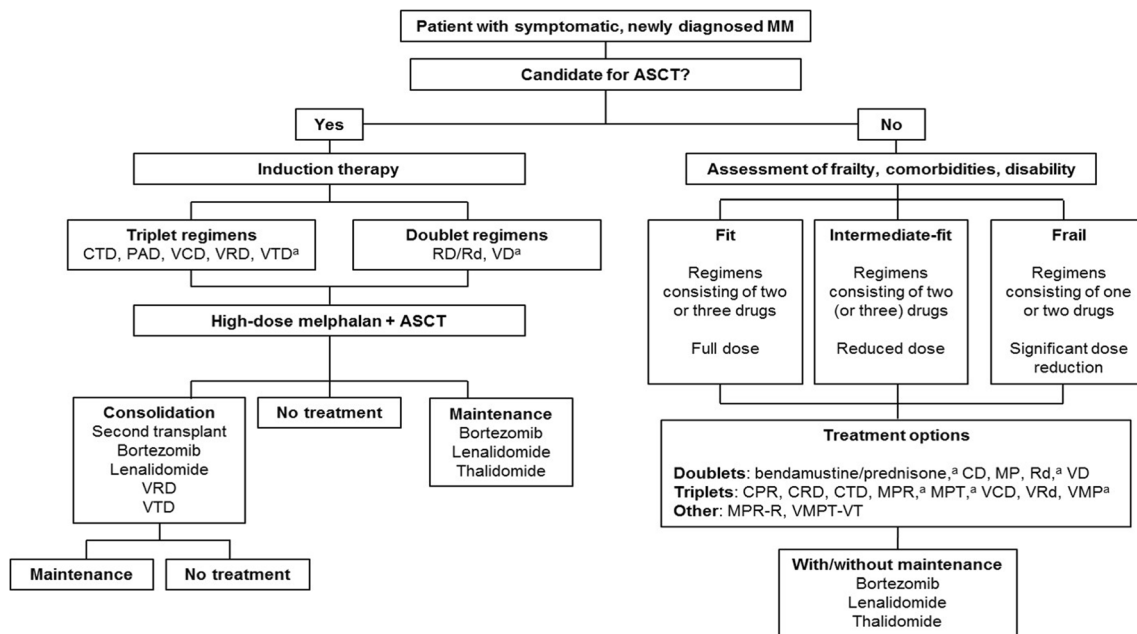 Patient with symptomatic, newly diagnosed MM
Candidate for ASCT?
Yes
No
Induction therapy
Assessment of frailty, comorbidities, disability
Triplet regimens
CTD, PAD, VCD, VRD, VTDᵃ
Doublet regimens
RD/Rd, VDᵃ
High-dose melphalan + ASCT
Consolidation
Second transplant
Bortezomib
Lenalidomide
VRD
VTD
No treatment
Maintenance
Bortezomib
Lenalidomide
Thalidomide
Maintenance
No treatment
Fit
Regimens
consisting of two
or three drugs
Full dose
Intermediate-fit
Regimens
consisting of two
(or three) drugs
Reduced dose
Frail
Regimens
consisting of one
or two drugs
Significant dose
reduction
Treatment options
Doublets: bendamustine/prednisone,ᵃ CD, MP, Rd,ᵃ VD
Triplets: CPR, CRD, CTD, MPR,ᵃ MPT,ᵃ VCD, VRd, VMPᵃ
Other: MPR-R, VMPT-VT
With/without maintenance
Bortezomib
Lenalidomide
Thalidomide